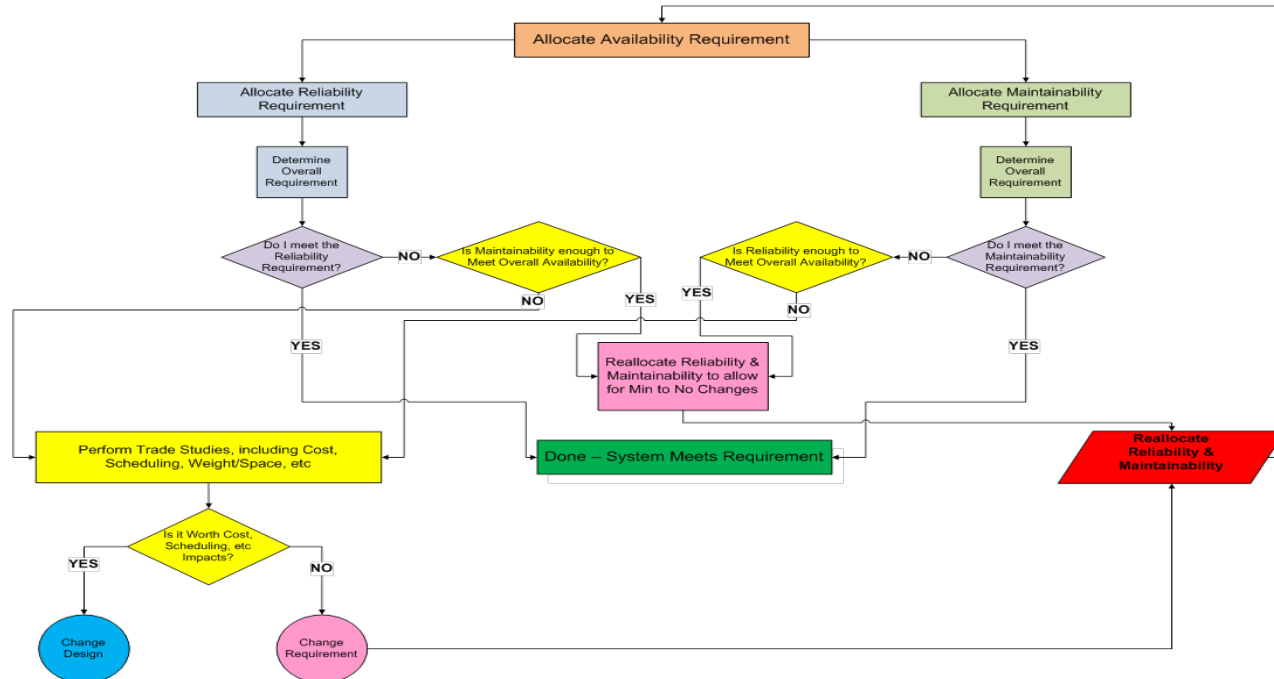 Allocate Availability Requirement
Allocate Reliability
Requirement
Allocate Maintainability
Requirement
Determine
Overall
Requirement
Determine
Overall
Requirement
Do I meet the
Reliability
Requirement?
NO
Is Maintainability enough to
Meet Overall Availability?
Is Reliability enough to
Meet Overall Availability?
NO
Do I meet the
Maintainability
Requirement?
NO
YES
YES
NO
YES
YES
Reallocate Reliability &
Maintainability to allow
for Min to No Changes
Perform Trade Studies, including Cost,
Scheduling, Weight/Space, etc
Done – System Meets Requirement
Reallocate
Reliability &
Maintainability
Is it Worth Cost,
Scheduling, etc
Impacts?
YES
NO
Change
Design
Change
Requirement